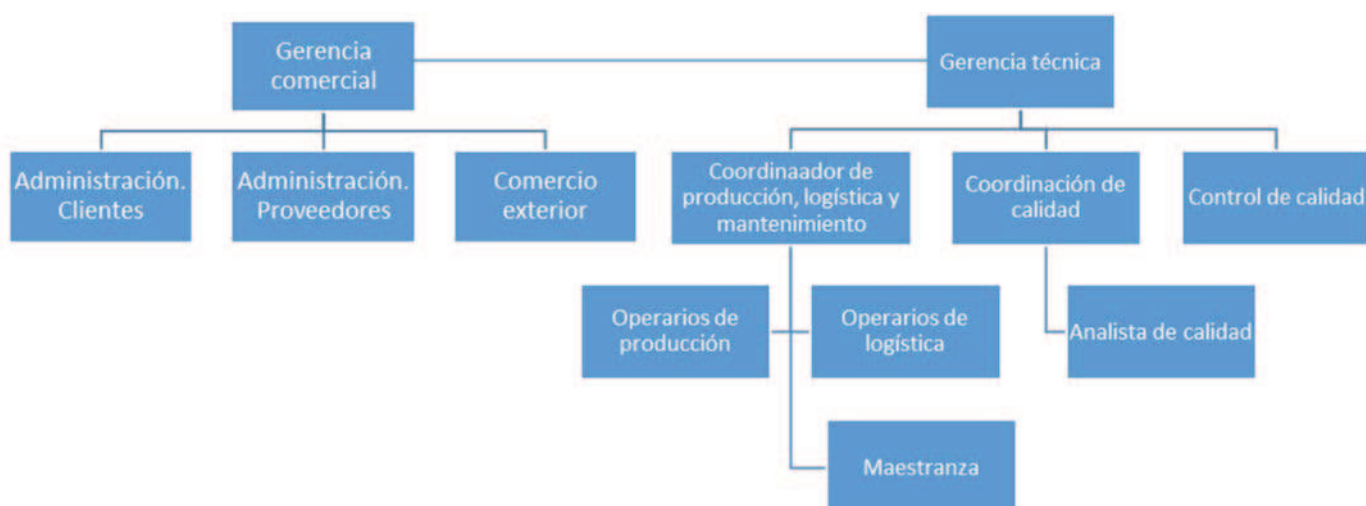 Gerencia
comercial
Gerencia técnica
Administración.
Clientes
Administración.
Proveedores
Comercio
exterior
Coordinaador de
producción, logística y
mantenimiento
Coordinación de
calidad
Control de calidad
Operarios de
producción
Operarios de
logística
Analista de calidad
Maestranza